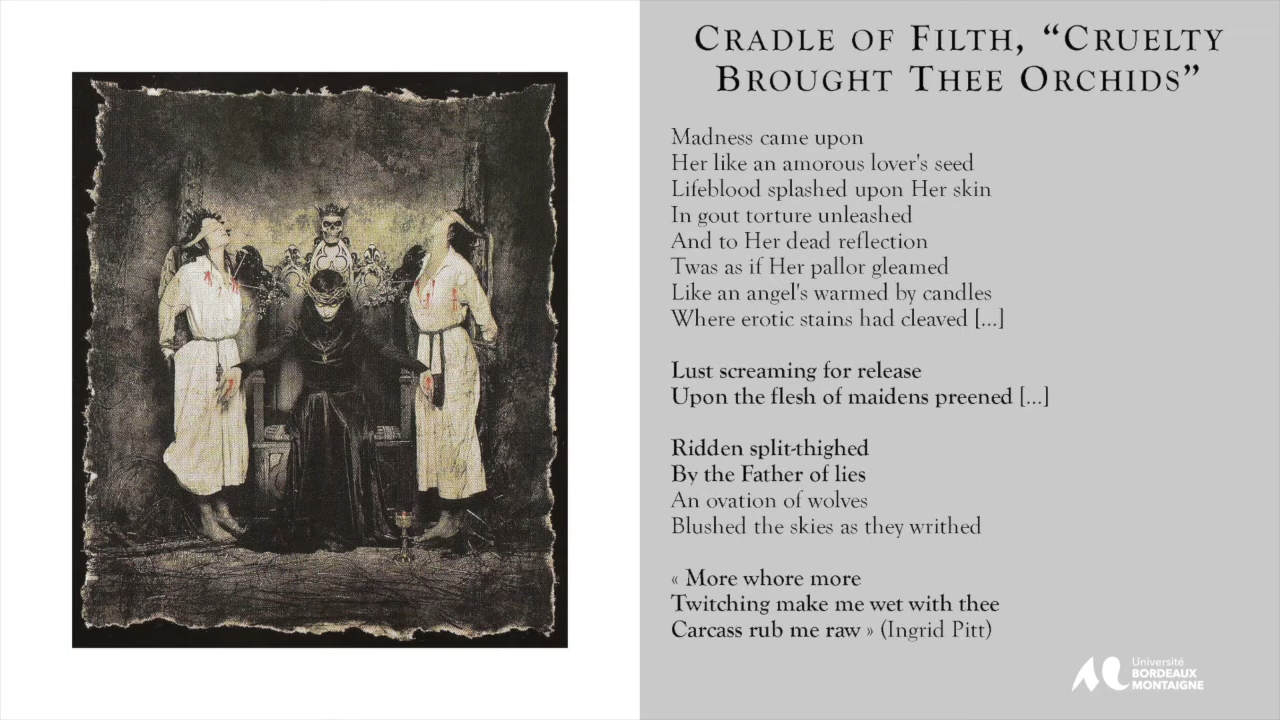 CRADLE OF FILTH, “CRUELTY
BROUGHT THEE ORCHIDS”
Madness came upon
Her like an amorous lover's seed
Lifeblood splashed upon Her skin
In gout torture unleashed
And to Her dead reflection
Twas as if Her pallor gleamed
Like an angel's warmed by candles
Where erotic stains had cleaved [...]
Lust screaming for release
Upon the flesh of maidens preened [...]
Ridden split-thighed
By the Father of lies
An ovation of wolves
Blushed the skies as they writhed
« More whore more
Twitching make me wet with thee
Carcass rub me raw » (Ingrid Pitt)
Université
BORDEAUX
MONTAIGNE